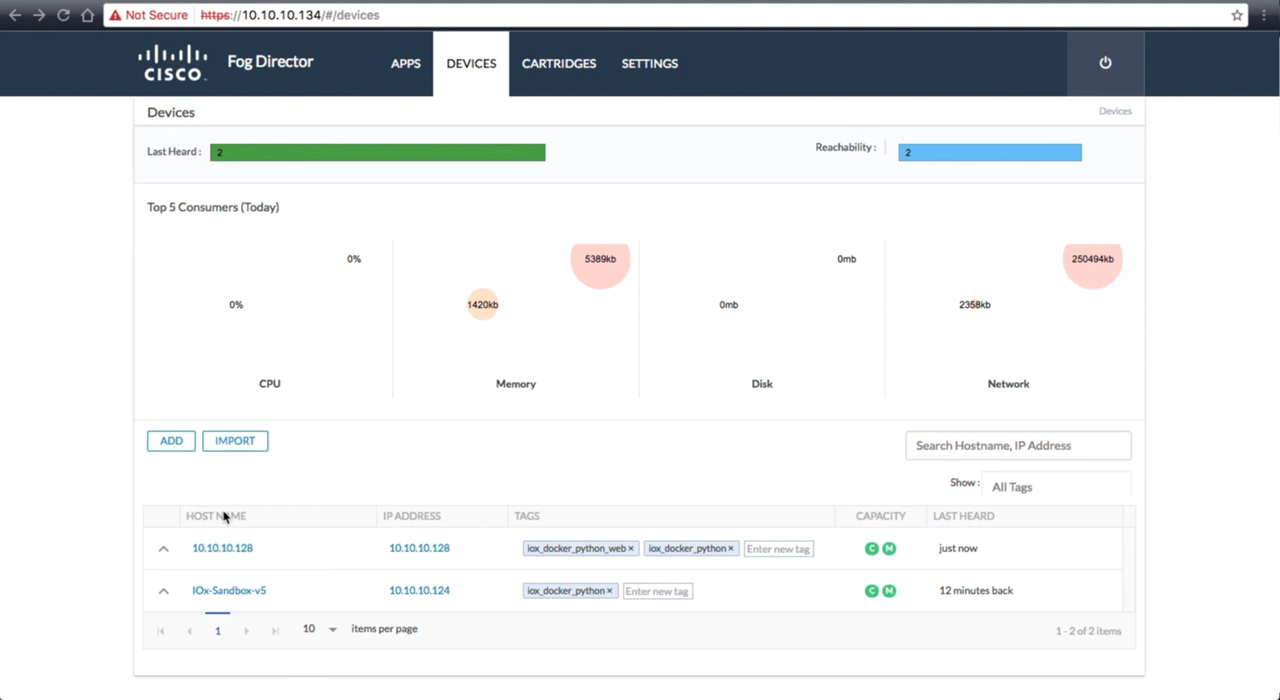 Not Secure https://10.10.10.134/#/devices
CISCO Fog Director APPS DEVICES CARTRIDGES SETTINGS
Devices Devices
Last Heard : 2 Reachability : 2
Top 5 Consumers (Today)
0% 5389kb 0mb 250494kb
0% 1420kb 0mb 2358kb
CPU Memory Disk Network
ADD IMPORT Search Hostname, IP Address
Show : All Tags
HOST NAME IP ADDRESS TAGS CAPACITY LAST HEARD
10.10.10.128 10.10.10.128 iox_docker_python_web × iox_docker_python × Enter new tag C M just now
IOx-Sandbox-v5 10.10.10.124 iox_docker_python × Enter new tag C M 12 minutes back
1 10 items per page 1 - 2 of 2 items